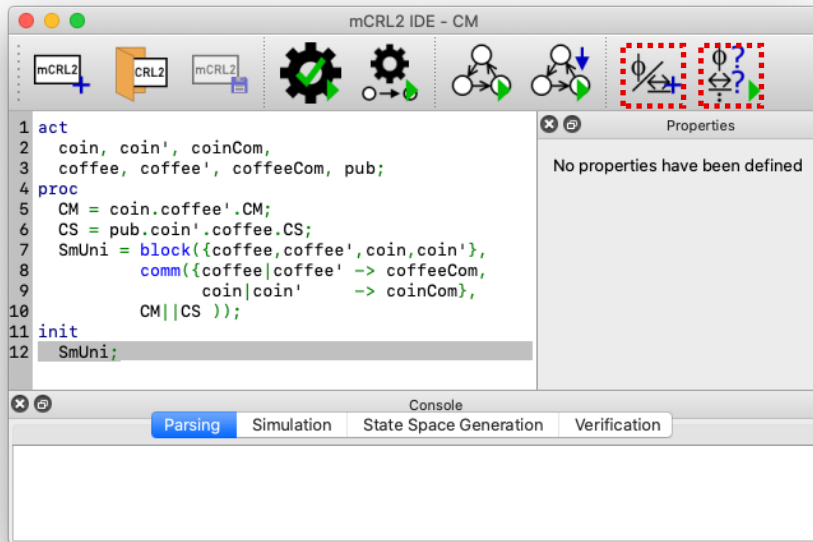 mCRL2 IDE - CM
mCRL2 CRL2 mCRL2 ϕ/⇔ ϕ? ⇔?
Properties
No properties have been defined
1 act
2   coin, coin', coinCom,
3   coffee, coffee', coffeeCom, pub;
4 proc
5   CM = coin.coffee'.CM;
6   CS = pub.coin'.coffee.CS;
7   SmUni = block({coffee,coffee',coin,coin'},
8           comm({coffee|coffee' -> coffeeCom,
9                 coin|coin'     -> coinCom},
10           CM||CS ));
11 init
12   SmUni;
Console
Parsing Simulation State Space Generation Verification